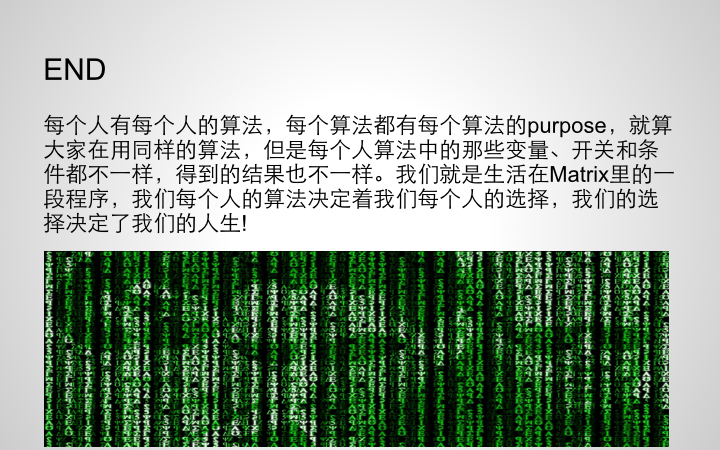 END
每个人有每个人的算法，每个算法都有每个算法的purpose，就算
大家在用同样的算法，但是每个人算法中的那些变量、开关和条
件都不一样，得到的结果也不一样。我们就是生活在Matrix里的一
段程序，我们每个人的算法决定着我们每个人的选择，我们的选
择决定了我们的人生!